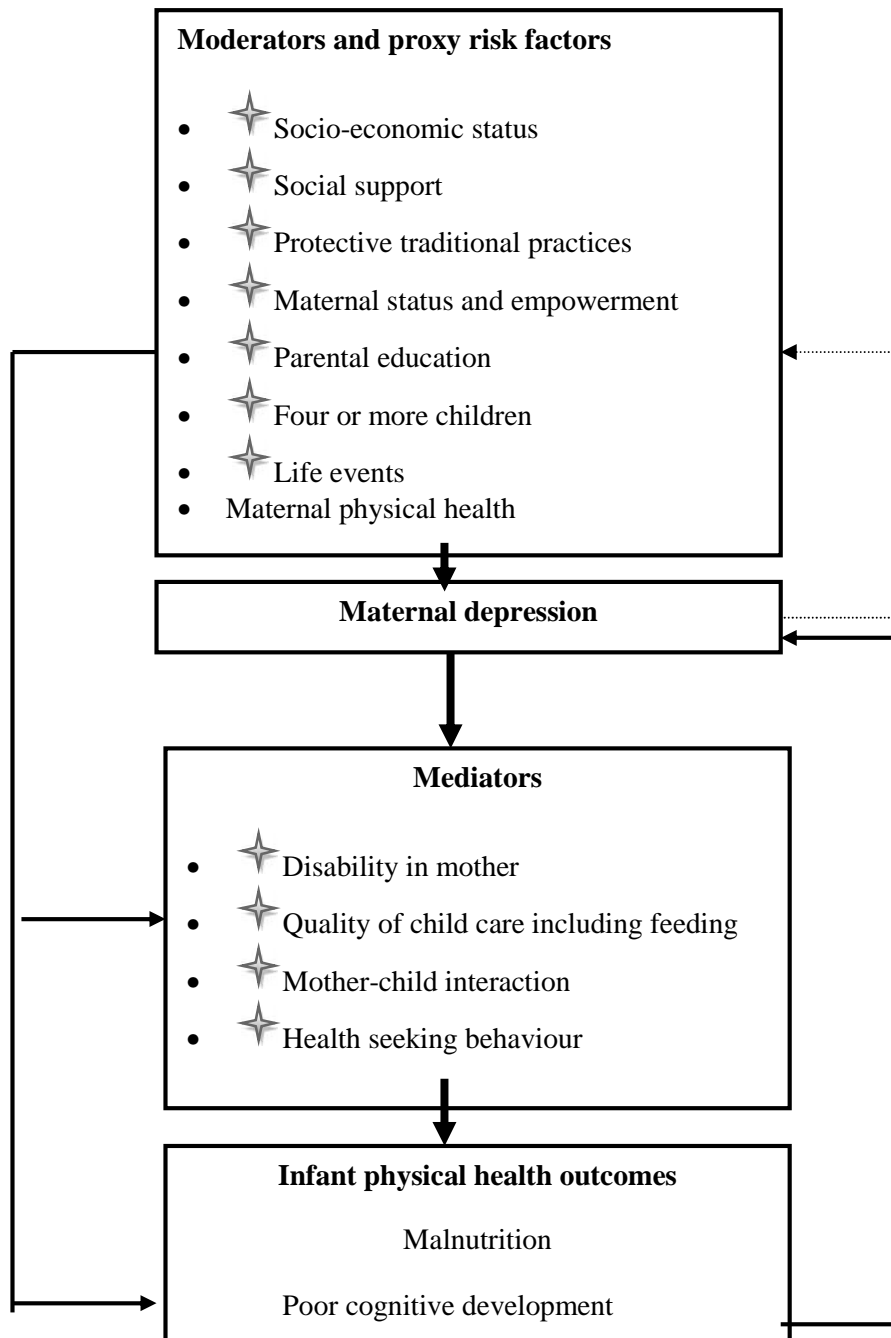 Moderators and proxy risk factors
Socio-economic status
Social support
Protective traditional practices
Maternal status and empowerment
Parental education
Four or more children
Life events
Maternal physical health
Maternal depression
Mediators
Disability in mother
Quality of child care including feeding
Mother-child interaction
Health seeking behaviour
Infant physical health outcomes
Malnutrition
Poor cognitive development